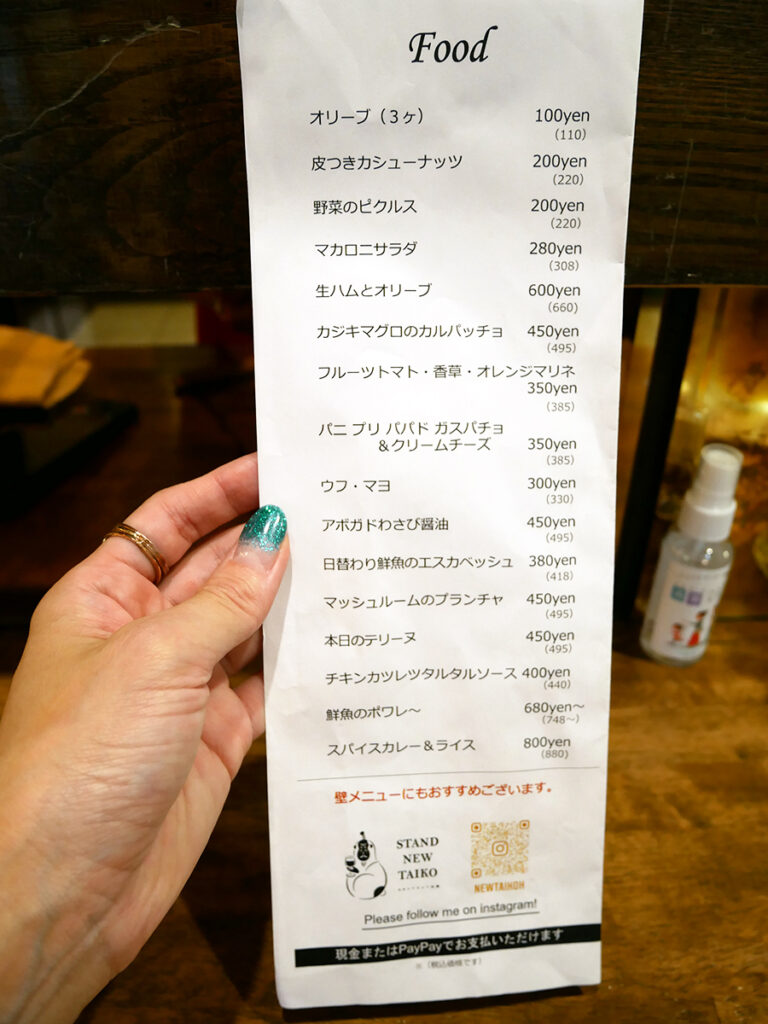 Food
オリーブ（３ヶ） 100yen
（110）
皮つきカシューナッツ 200yen
（220）
野菜のピクルス 200yen
（220）
マカロニサラダ 280yen
（308）
生ハムとオリーブ 600yen
（660）
カジキマグロのカルパッチョ 450yen
（495）
フルーツトマト・香草・オレンジマリネ
350yen
（385）
パニ プリ パパド ガスパチョ
＆クリームチーズ 350yen
（385）
ウフ・マヨ 300yen
（330）
アボガドわさび醤油 450yen
（495）
日替わり鮮魚のエスカベッシュ 380yen
（418）
マッシュルームのプランチャ 450yen
（495）
本日のテリーヌ 450yen
（495）
チキンカツレツタルタルソース 400yen
（440）
鮮魚のポワレ〜 680yen〜
（748〜）
スパイスカレー＆ライス 800yen
（880）
壁メニューにもおすすめございます。
STAND
NEW
TAIKO
NEWTAIKOH
Please follow me on instagram!
現金またはPayPayでお支払いただけます
※（税込価格です）